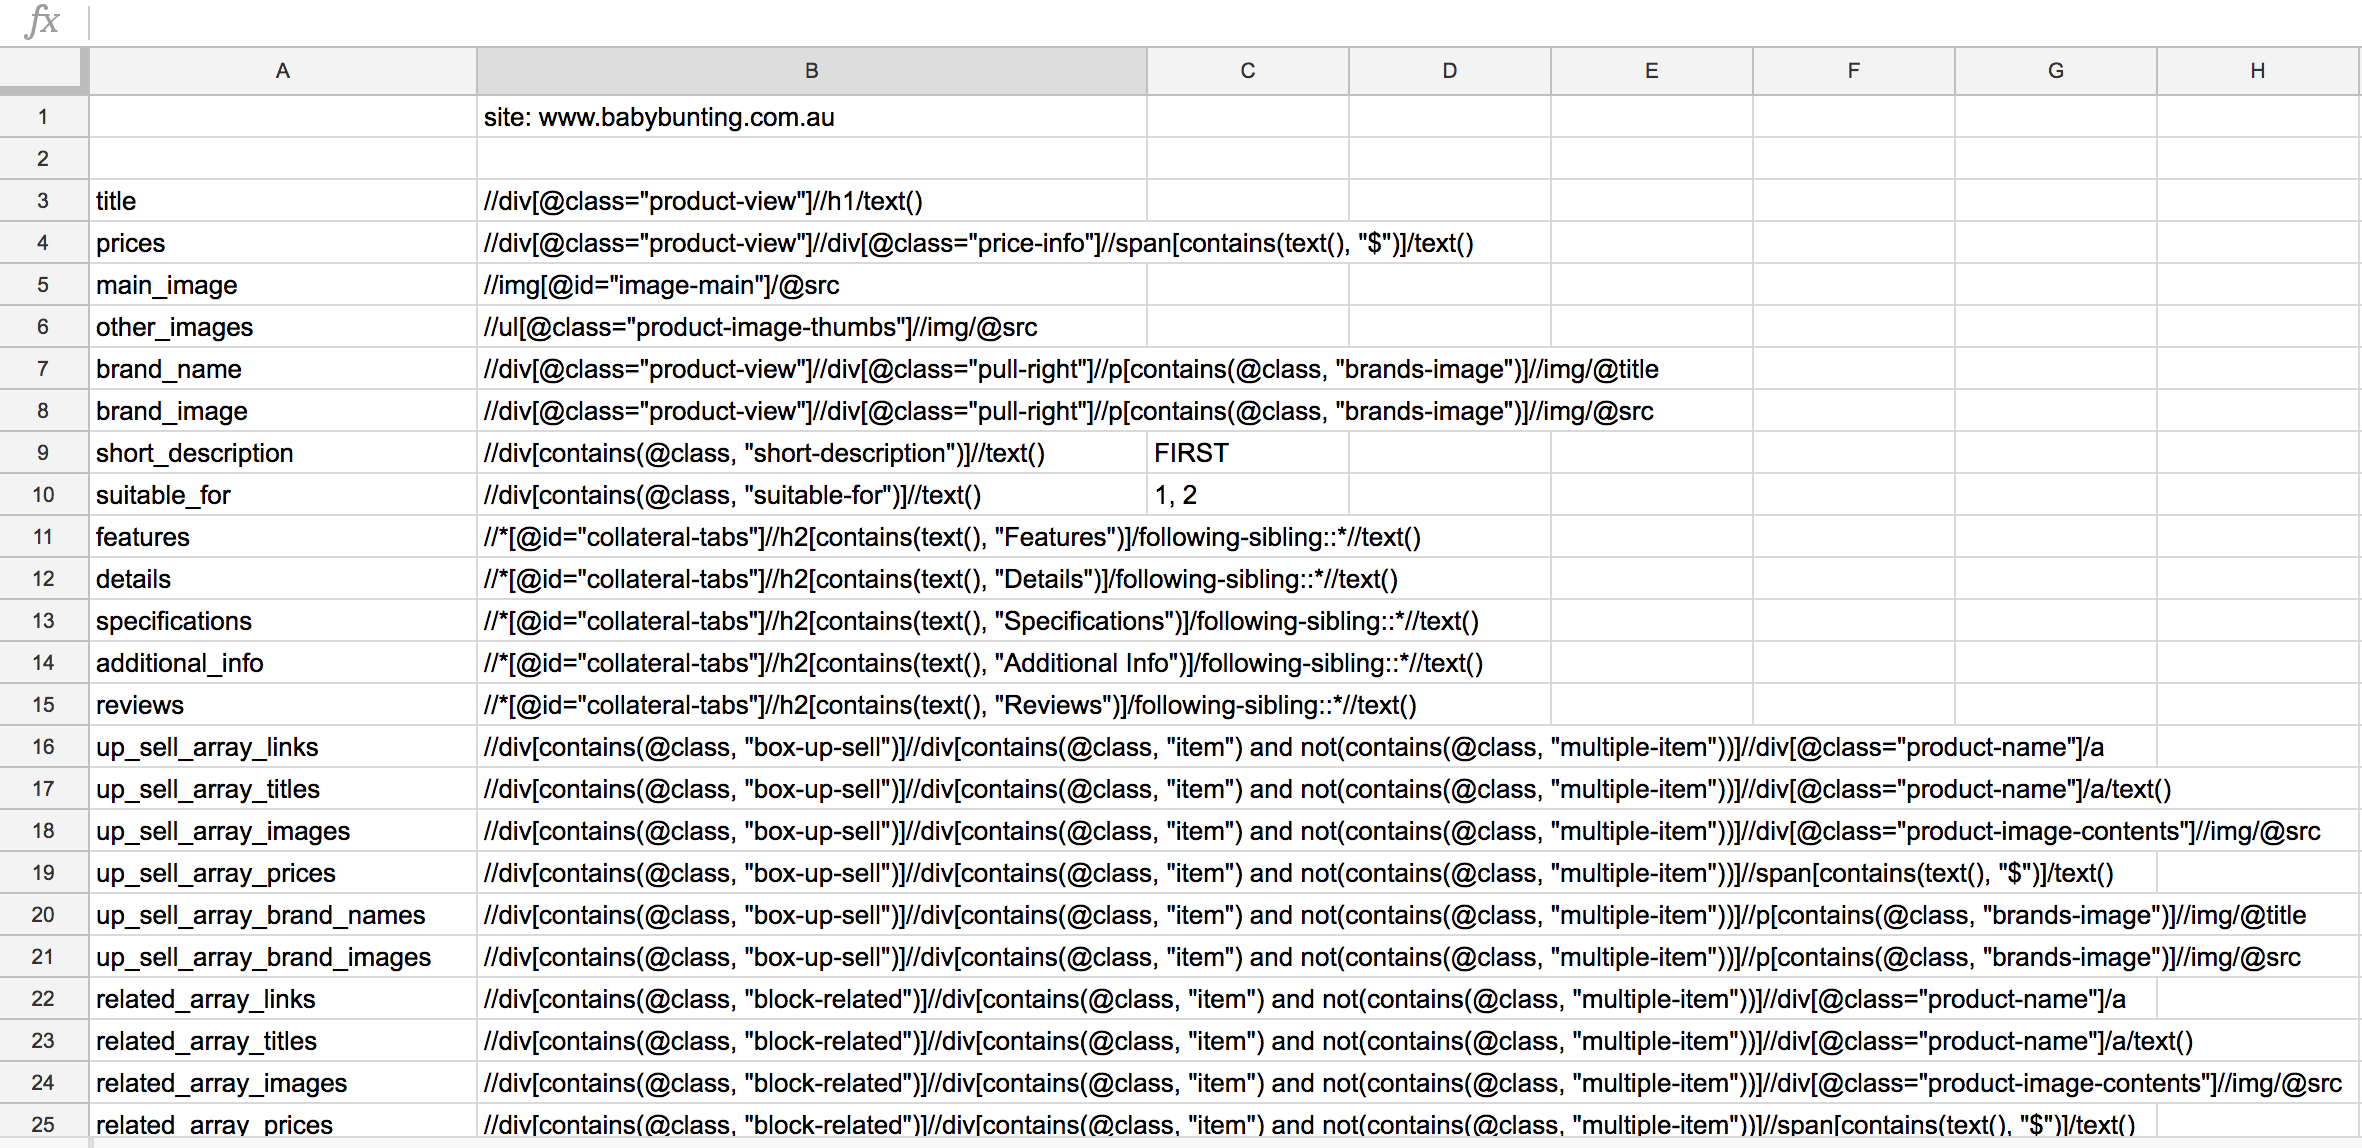 fx
A B C D E F G H
1 site: www.babybunting.com.au
2
3 title //div[@class="product-view"]//h1/text()
4 prices //div[@class="product-view"]//div[@class="price-info"]//span[contains(text(), "$")]/text()
5 main_image //img[@id="image-main"]/@src
6 other_images //ul[@class="product-image-thumbs"]//img/@src
7 brand_name //div[@class="product-view"]//div[@class="pull-right"]//p[contains(@class, "brands-image")]//img/@title
8 brand_image //div[@class="product-view"]//div[@class="pull-right"]//p[contains(@class, "brands-image")]//img/@src
9 short_description //div[contains(@class, "short-description")]//text() FIRST
10 suitable_for //div[contains(@class, "suitable-for")]//text() 1, 2
11 features //*[@id="collateral-tabs"]//h2[contains(text(), "Features")]/following-sibling::*//text()
12 details //*[@id="collateral-tabs"]//h2[contains(text(), "Details")]/following-sibling::*//text()
13 specifications //*[@id="collateral-tabs"]//h2[contains(text(), "Specifications")]/following-sibling::*//text()
14 additional_info //*[@id="collateral-tabs"]//h2[contains(text(), "Additional Info")]/following-sibling::*//text()
15 reviews //*[@id="collateral-tabs"]//h2[contains(text(), "Reviews")]/following-sibling::*//text()
16 up_sell_array_links //div[contains(@class, "box-up-sell")]//div[contains(@class, "item") and not(contains(@class, "multiple-item"))]//div[@class="product-name"]/a
17 up_sell_array_titles //div[contains(@class, "box-up-sell")]//div[contains(@class, "item") and not(contains(@class, "multiple-item"))]//div[@class="product-name"]/a/text()
18 up_sell_array_images //div[contains(@class, "box-up-sell")]//div[contains(@class, "item") and not(contains(@class, "multiple-item"))]//div[@class="product-image-contents"]//img/@src
19 up_sell_array_prices //div[contains(@class, "box-up-sell")]//div[contains(@class, "item") and not(contains(@class, "multiple-item"))]//span[contains(text(), "$")]/text()
20 up_sell_array_brand_names //div[contains(@class, "box-up-sell")]//div[contains(@class, "item") and not(contains(@class, "multiple-item"))]//p[contains(@class, "brands-image")]//img/@title
21 up_sell_array_brand_images //div[contains(@class, "box-up-sell")]//div[contains(@class, "item") and not(contains(@class, "multiple-item"))]//p[contains(@class, "brands-image")]//img/@src
22 related_array_links //div[contains(@class, "block-related")]//div[contains(@class, "item") and not(contains(@class, "multiple-item"))]//div[@class="product-name"]/a
23 related_array_titles //div[contains(@class, "block-related")]//div[contains(@class, "item") and not(contains(@class, "multiple-item"))]//div[@class="product-name"]/a/text()
24 related_array_images //div[contains(@class, "block-related")]//div[contains(@class, "item") and not(contains(@class, "multiple-item"))]//div[@class="product-image-contents"]//img/@src
25 related_array_prices //div[contains(@class, "block-related")]//div[contains(@class, "item") and not(contains(@class, "multiple-item"))]//span[contains(text(), "$")]/text()